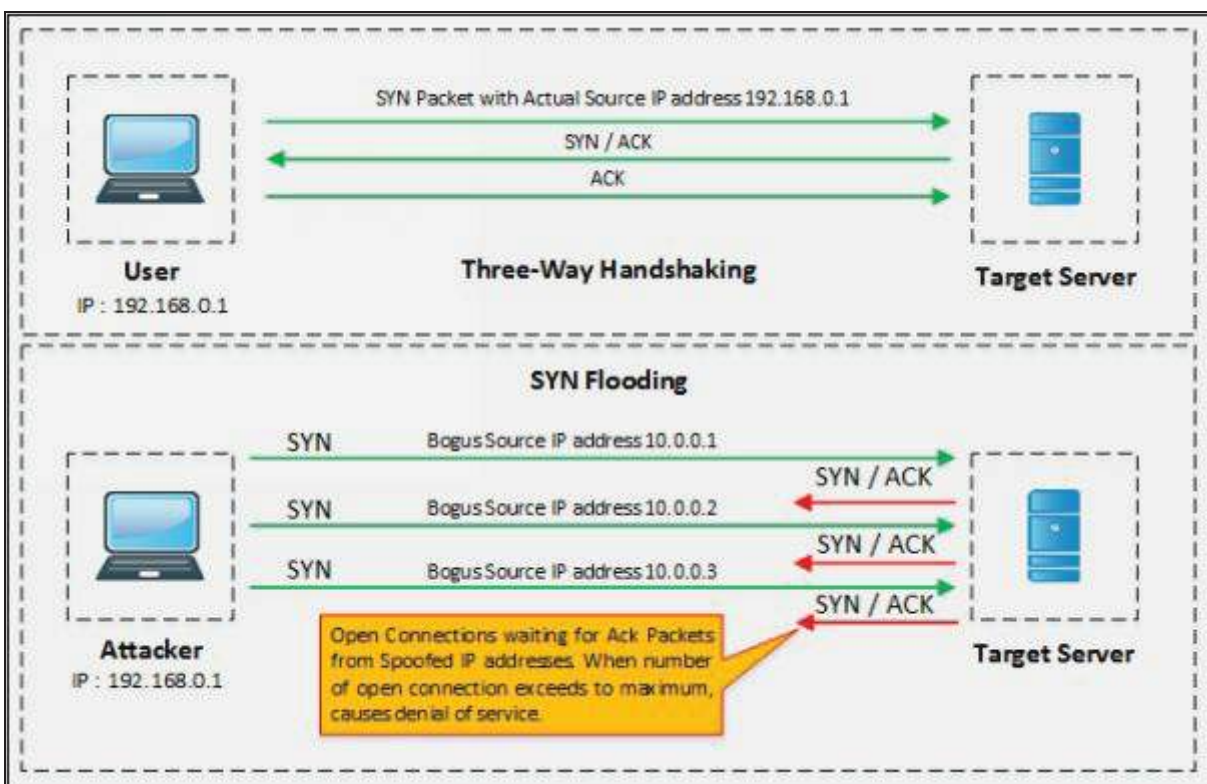 SYN Packet with Actual Source IP address 192.168.0.1
SYN / ACK
ACK
User
IP : 192.168.0.1
Three-Way Handshaking
Target Server
SYN Flooding
SYN
Bogus Source IP address 10.0.0.1
SYN / ACK
SYN
Bogus Source IP address 10.0.0.2
SYN / ACK
SYN
Bogus Source IP address 10.0.0.3
SYN / ACK
Attacker
IP : 192.168.0.1
Open Connections waiting for Ack Packets
from Spoofed IP addresses. When number
of open connection exceeds to maximum,
causes denial of service.
Target Server